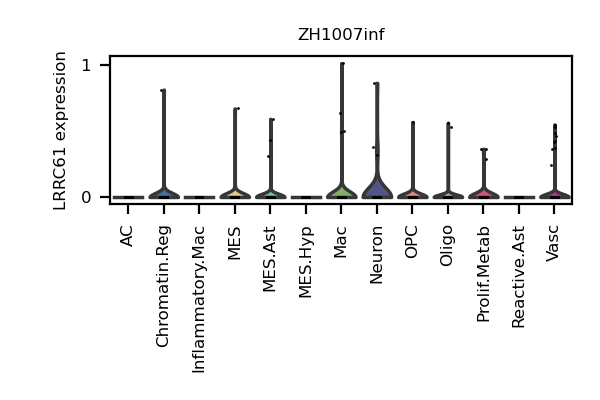 ZH1007inf
LRRC61 expression
1
0
AC
Chromatin.Reg
Inflammatory.Mac
MES
MES.Ast
MES.Hyp
Mac
Neuron
OPC
Oligo
Prolif.Metab
Reactive.Ast
Vasc